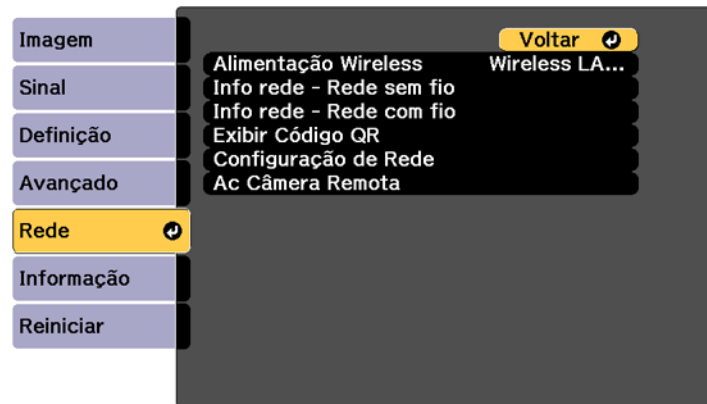 Imagem
Sinal
Definição
Avançado
Rede
Informação
Reiniciar
Voltar
Alimentação Wireless Wireless LA...
Info rede - Rede sem fio
Info rede - Rede com fio
Exibir Código QR
Configuração de Rede
Ac Câmera Remota